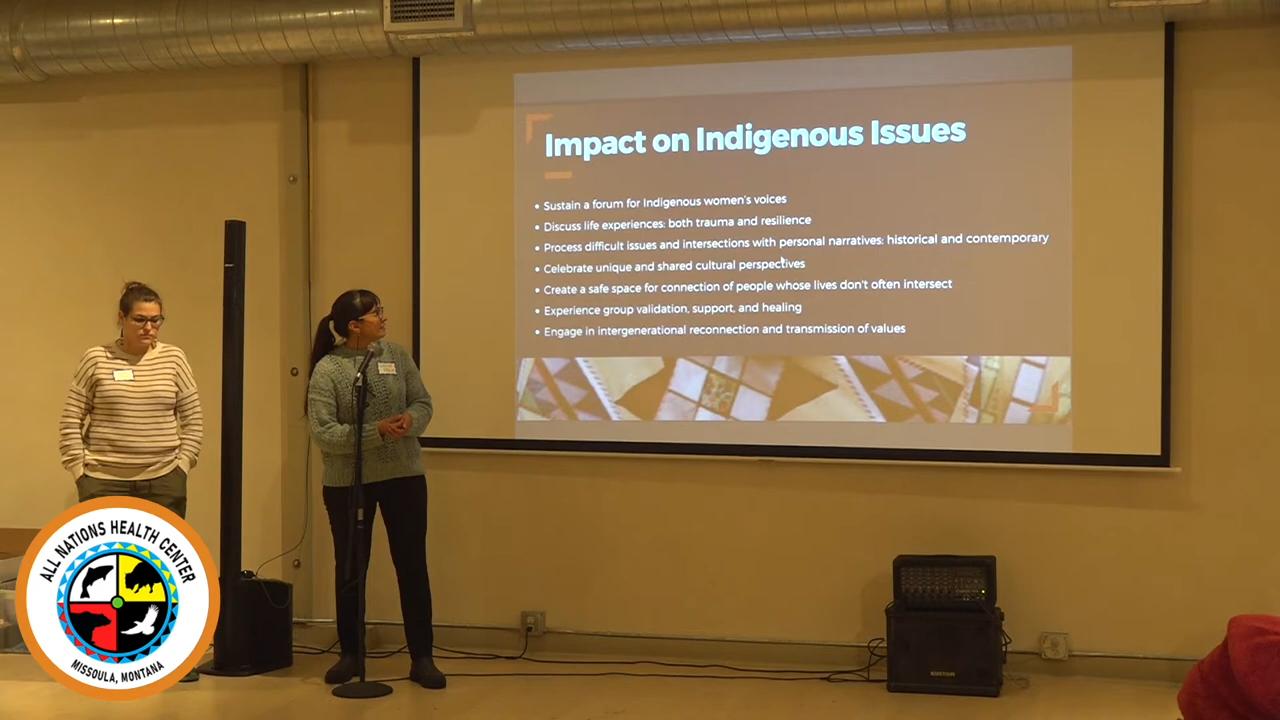 Impact on Indigenous Issues
• Sustain a forum for Indigenous women's voices
• Discuss life experiences: both trauma and resilience
• Process difficult issues and intersections with personal narratives: historical and contemporary
• Celebrate unique and shared cultural perspectives
• Create a safe space for connection of people whose lives don't often intersect
• Experience group validation, support, and healing
• Engage in intergenerational reconnection and transmission of values
ALL NATIONS HEALTH CENTER
MISSOULA, MONTANA